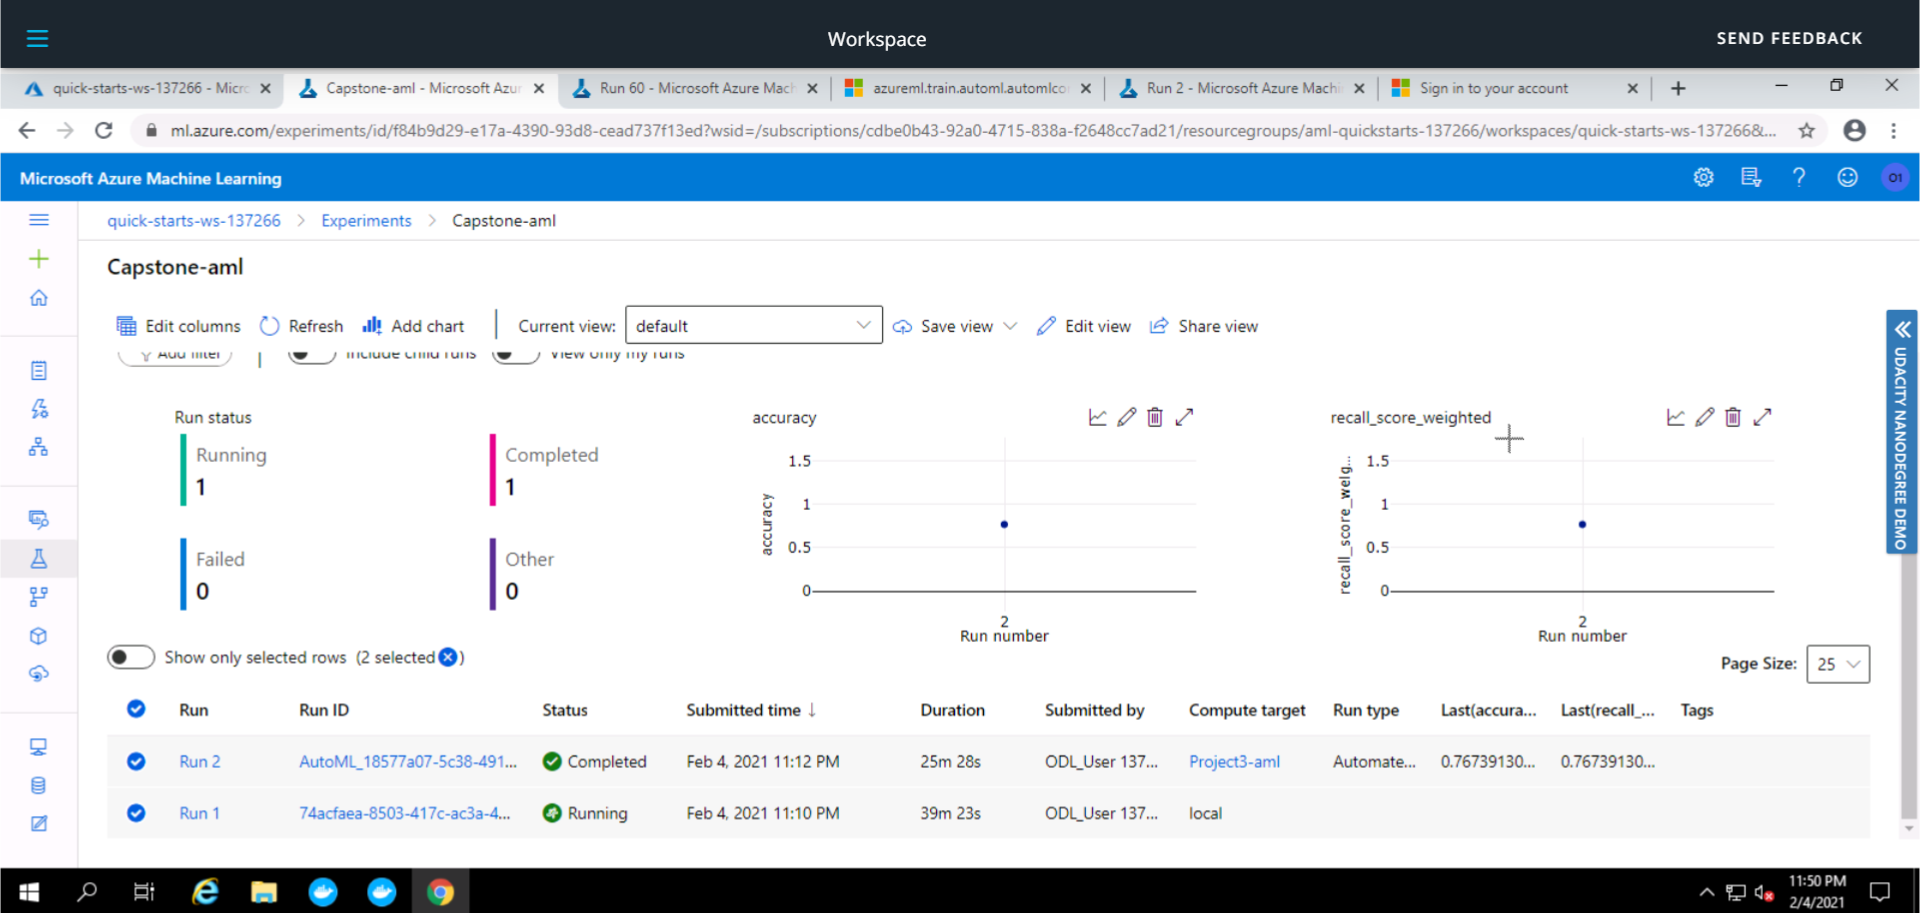 Workspace
SEND FEEDBACK
quick-starts-ws-137266 - Micro
Capstone-aml - Microsoft Azur
Run 60 - Microsoft Azure Mach
azureml.train.automl.automlco
Run 2 - Microsoft Azure Machi
Sign in to your account
ml.azure.com/experiments/id/f84b9d29-e17a-4390-93d8-cead737f13ed?wsid=/subscriptions/cdbe0b43-92a0-4715-838a-f2648cc7ad21/resourcegroups/aml-quickstarts-137266/workspaces/quick-starts-ws-137266&...
Microsoft Azure Machine Learning
O1
quick-starts-ws-137266 > Experiments > Capstone-aml
Capstone-aml
Edit columns Refresh Add chart Current view: default Save view Edit view Share view
Add filter Include child runs View only my runs
UDACITY NANODEGREE DEMO
Run status
Running
1
Completed
1
Failed
0
Other
0
accuracy
1.5
1
0.5
0
accuracy
2
Run number
recall_score_weighted
1.5
1
0.5
0
recall_score_weig...
2
Run number
Show only selected rows (2 selected )
Page Size: 25
Run Run ID Status Submitted time ↓ Duration Submitted by Compute target Run type Last(accura... Last(recall_... Tags
Run 2 AutoML_18577a07-5c38-491... Completed Feb 4, 2021 11:12 PM 25m 28s ODL_User 137... Project3-aml Automate... 0.76739130... 0.76739130...
Run 1 74acfaea-8503-417c-ac3a-4... Running Feb 4, 2021 11:10 PM 39m 23s ODL_User 137... local
11:50 PM
2/4/2021